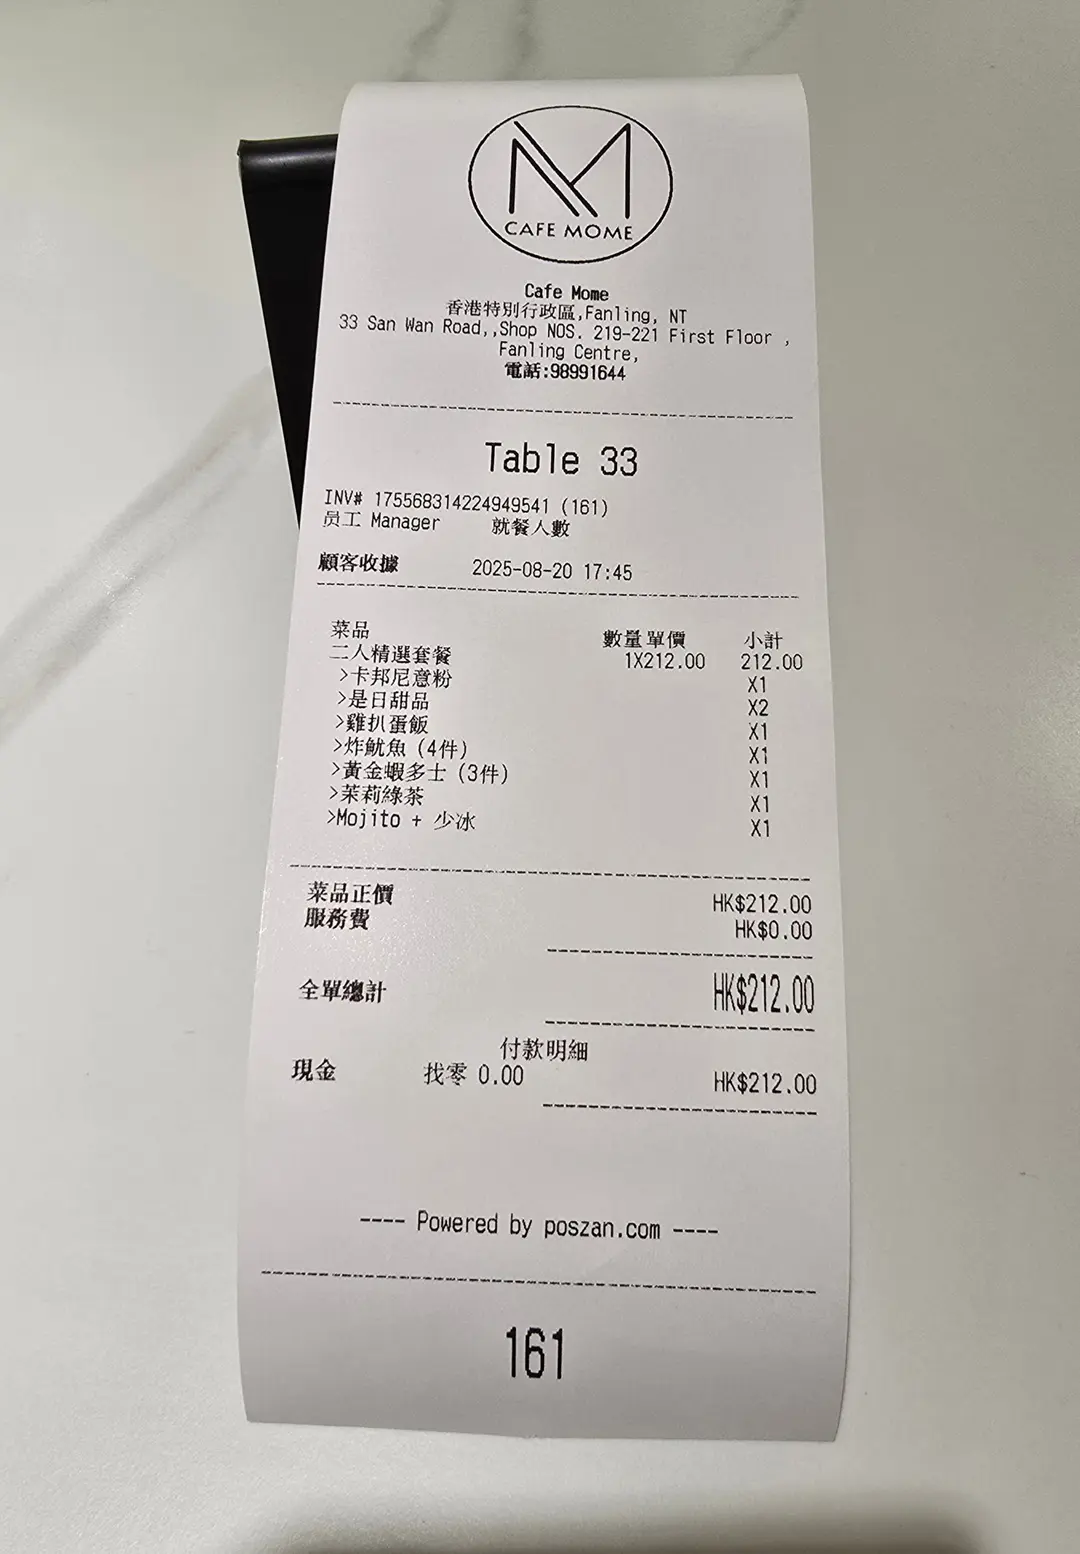 CAFE MOME
Cafe Mome
香港特別行政區,Fanling, NT
33 San Wan Road,,Shop NOS. 219-221 First Floor ,
Fanling Centre,
電話:98991644
Table 33
INV# 175568314224949541 (161)
员工 Manager 就餐人數
顧客收據 2025-08-20 17:45
菜品 數量單價 小計
二人精選套餐 1X212.00 212.00
>卡邦尼意粉 X1
>是日甜品 X2
>雞扒蛋飯 X1
>炸魷魚 (4件) X1
>黃金蝦多士 (3件) X1
>茉莉綠茶 X1
>Mojito + 少冰 X1
菜品正價 HK$212.00
服務費 HK$0.00
全單總計 HK$212.00
付款明細
現金 找零 0.00 HK$212.00
---- Powered by poszan.com ----
161